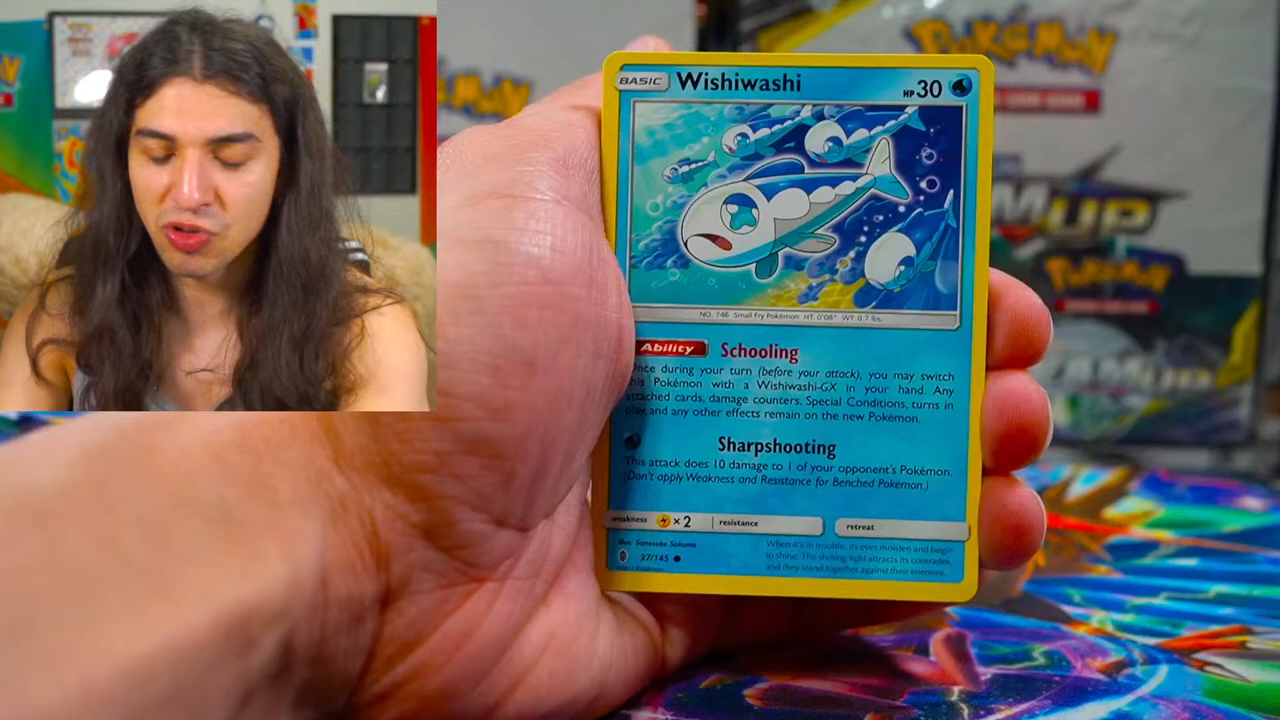 POKéMON
POKéMON
UP
POKéMON
BASIC Wishiwashi HP 30
NO. 746 Small Fry Pokémon HT: 0'08" WT: 0.7 lbs.
Ability Schooling
Once during your turn (before your attack), you may switch
this Pokémon with a Wishiwashi-GX in your hand. Any
attached cards, damage counters, Special Conditions, turns in
play, and any other effects remain on the new Pokémon.
Sharpshooting
This attack does 10 damage to 1 of your opponent's Pokémon.
(Don't apply Weakness and Resistance for Benched Pokémon.)
weakness ×2 resistance retreat
Illus. Sanosuke Sakuma
37/145
When it's in trouble, its eyes moisten and begin
to shine. The shining light attracts its comrades,
and they stand together against their enemies.